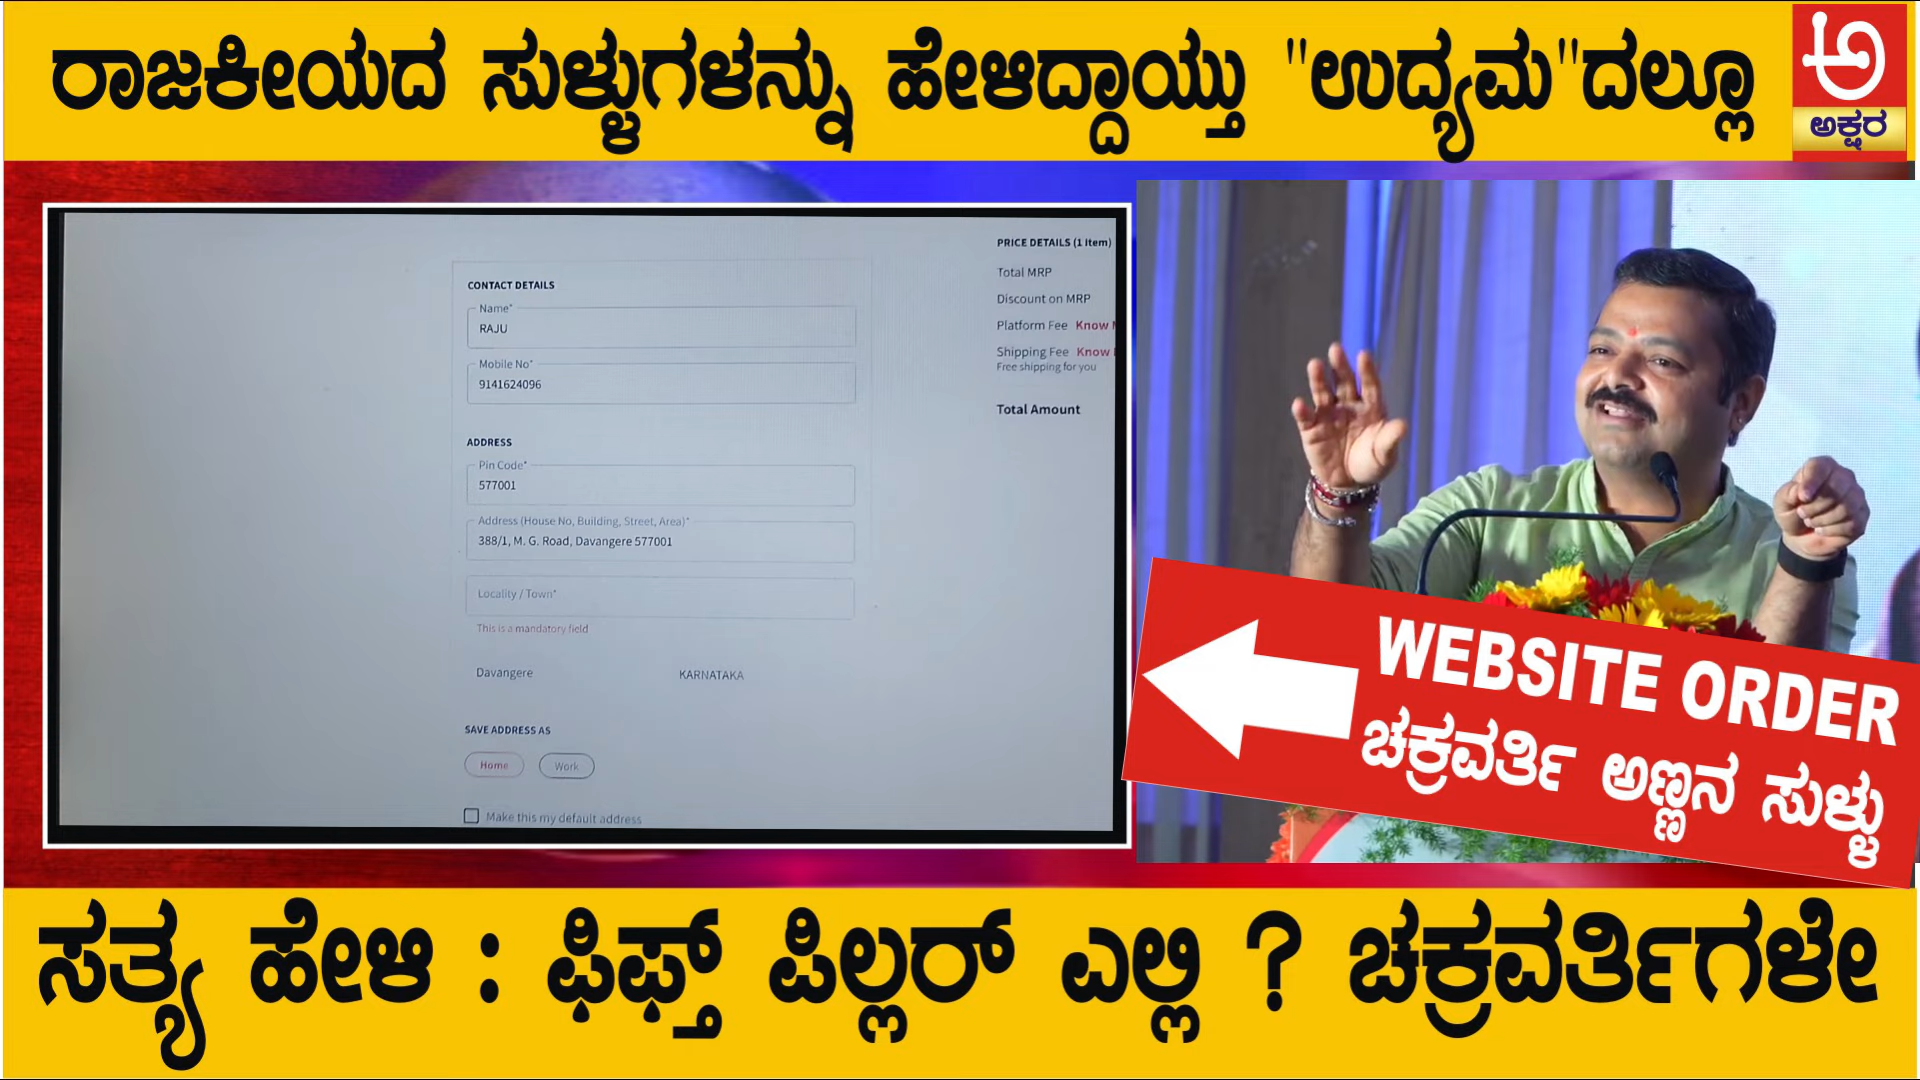 ರಾಜಕೀಯದ ಸುಳ್ಳುಗಳನ್ನು ಹೇಳಿದ್ದಾಯ್ತು "ಉದ್ಯಮ"ದಲ್ಲೂ
ಅ
ಅಕ್ಷರ
CONTACT DETAILS
Name*
RAJU
Mobile No*
9141624096
ADDRESS
Pin Code*
577001
Address (House No, Building, Street, Area)*
388/1, M. G. Road, Davangere 577001
Locality / Town*
This is a mandatory field
Davangere KARNATAKA
SAVE ADDRESS AS
Home Work
Make this my default address
PRICE DETAILS (1 Item)
Total MRP
Discount on MRP
Platform Fee Know
Shipping Fee Know
Free shipping for you
Total Amount
WEBSITE ORDER
ಚಕ್ರವರ್ತಿ ಅಣ್ಣನ ಸುಳ್ಳು
ಸತ್ಯ ಹೇಳಿ : ಫಿಫ್ತ್ ಪಿಲ್ಲರ್ ಎಲ್ಲಿ ? ಚಕ್ರವರ್ತಿಗಳೇ